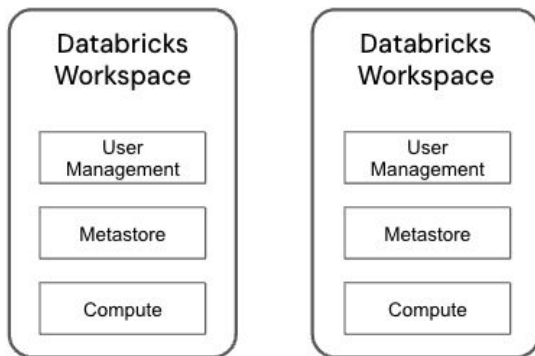 Databricks
Workspace
User
Management
Metastore
Compute
Databricks
Workspace
User
Management
Metastore
Compute